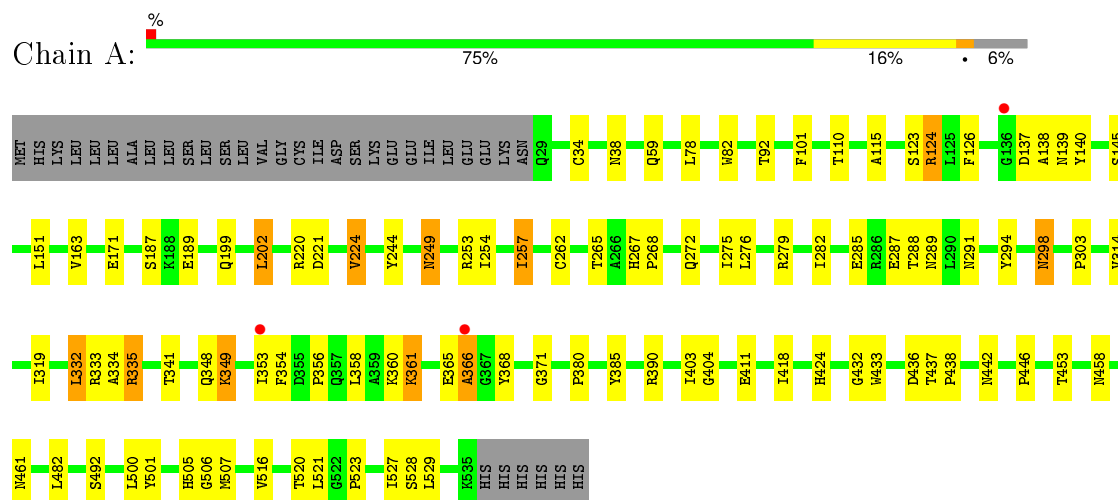 %
Chain A:
75% 16% • 6%
MET HIS LYS LEU LEU LEU ALA LEU LEU SER LEU SER LEU VAL GLY CYS ILE ASP SER LYS GLU GLU ILE LEU GLU GLU LYS ASN Q29 C34 N38 Q59 L78 W82 T92 F101 T110 A115 S123 R124 L125 F126 G136 D137 A138 N139 Y140 S145
L151 V163 E171 S187 K188 E189 Q199 L202 R220 D221 V224 Y244 N249 R253 I254 I257 C262 T265 A266 H267 P268 Q272 I275 L276 R279 I282 E285 R286 E287 T288 N289 L290 N291 Y294 N298 P303 V314
I319 L332 R333 A334 R335 T341 Q348 K349 I353 F354 D355 P356 Q357 L358 A359 K360 K361 E365 A366 G367 Y368 G371 P380 Y385 R390 I403 G404 E411 I418 H424 G432 W433 D436 T437 P438 N442 P446 T453 N458
N461 L482 S492 L500 Y501 H505 G506 M507 V516 T520 L521 G522 P523 I527 S528 L529 K535 HIS HIS HIS HIS HIS HIS